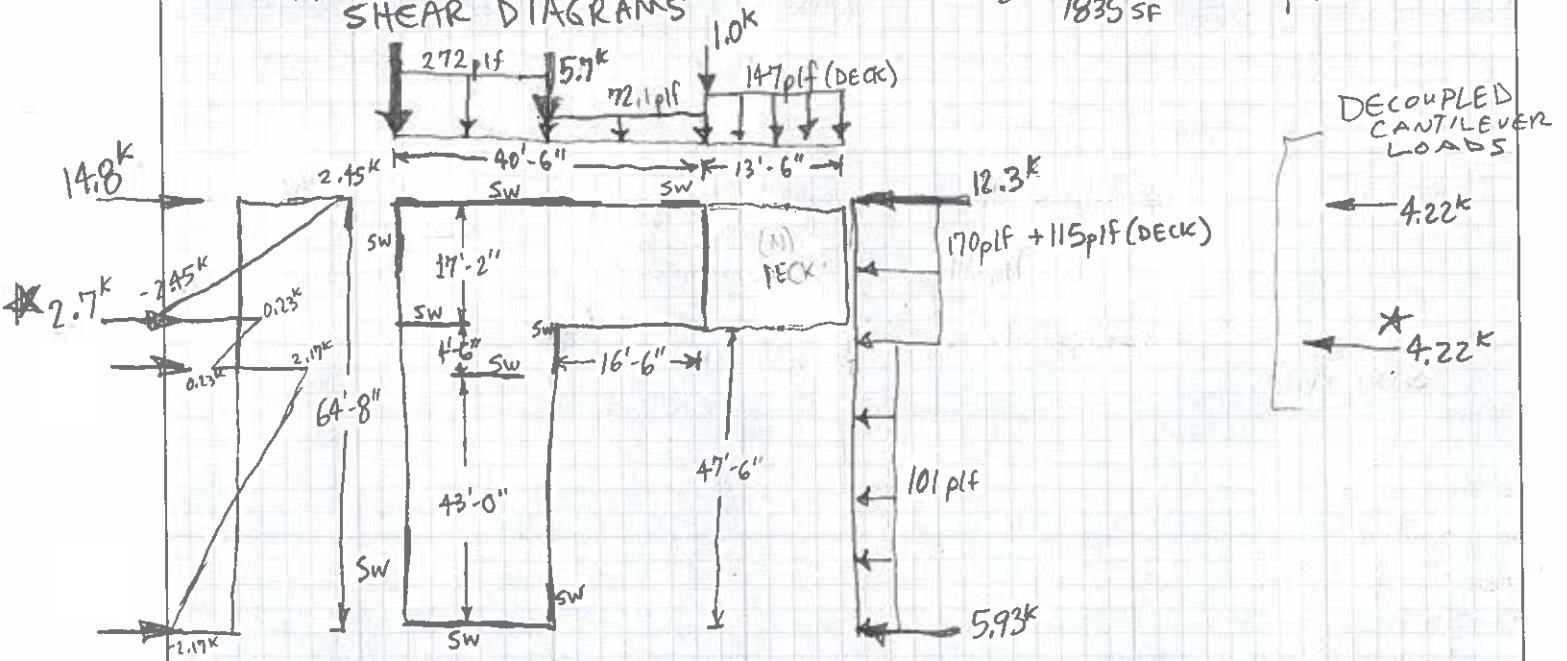 SHEAR DIAGRAMS
1835 SF
272 plf
5.7K
1.0K
72.1 plf
147 plf (DECK)
DECOUPLED
CANTILEVER
LOADS
40'-6"
13'-6"
14.8K
2.45K
SW
SW
12.3K
4.22K
SW
17'-2"
(N)
DECK
170 plf + 115 plf (DECK)
-2.45K
2.7K
0.23K
SW
SW
4'-6"
SW
16'-6"
4.22K
0.23K
2.17K
64'-8"
43'-0"
47'-6"
101 plf
SW
SW
SW
5.93K
-2.17K